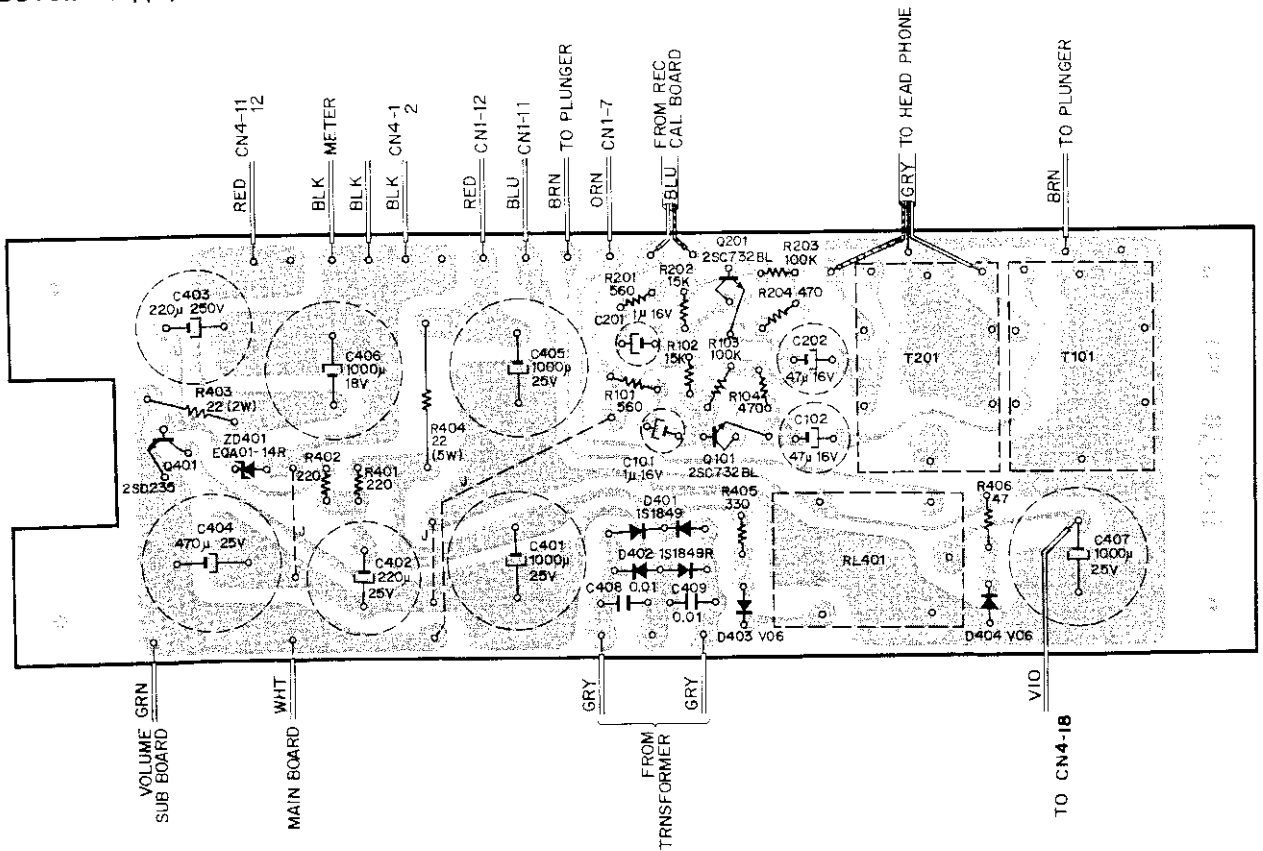 RED CN4-11
12
BLK METER
BLK
BLK CN4-1
2
RED CN1-12
BLU CN1-11
BRN TO PLUNGER
ORN CN1-7
FROM REC
CAL BOARD
BLU
GRY TO HEAD PHONE
BRN TO PLUNGER
C403
220μ 250V
C406
1000μ
18V
C405
1000μ
25V
R201
560
1μ 16V
C201
R202
15K
Q201
2SC732BL
R203
100K
R204 470
R102
15K
R103
100K
C202
47μ 16V
T201
T101
R403
22 (2W)
R404
22
(5W)
R101
560
R104
470
C102
47μ 16V
Q401
2SD235
ZD401
EQA01-14R
R402
220
R401
220
C101
1μ 16V
Q101
2SC732BL
J
C404
470μ 25V
J
C402
220μ
25V
J
C401
1000μ
25V
D401
1S1849
D402 1S1849R
C408 0.01
C409
0.01
R405
330
D403 V06
RL401
R406
47
D404 V06
C407
1000μ
25V
GRN
VOLUME
SUB BOARD
WHT
MAIN BOARD
GRY
GRY
FROM
TRNSFORMER
VIO
TO CN4-18